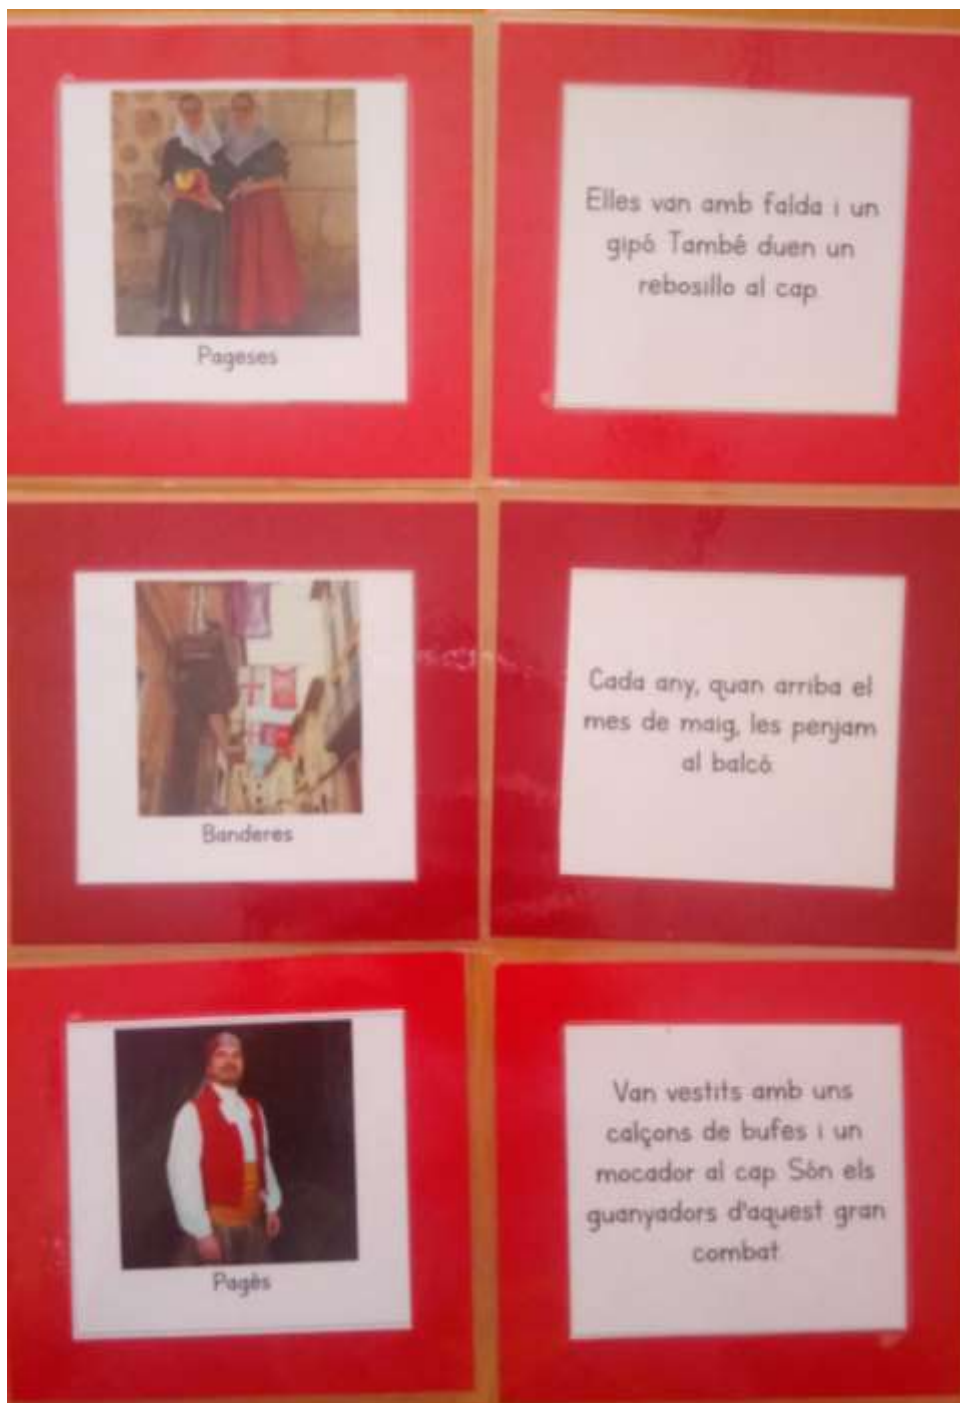 Pageses
Elles van amb falda i un
gipó. També duen un
rebosillo al cap.
Banderes
Cada any, quan arriba el
mes de maig, les penjam
al balcó.
Pagès
Van vestits amb uns
calçons de bufes i un
mocador al cap. Són els
guanyadors d'aquest gran
combat.